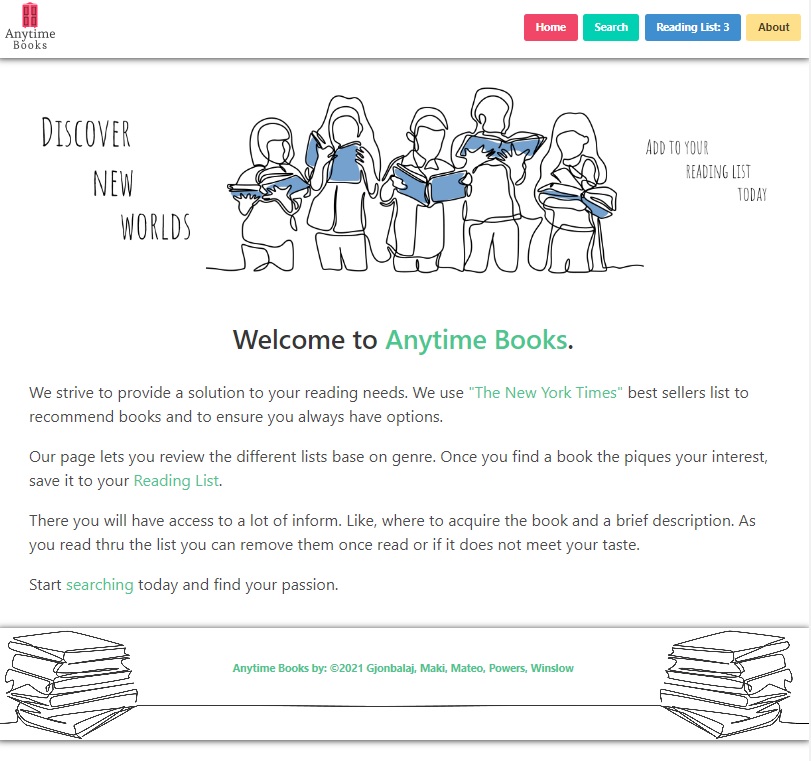 Anytime
Books
Home Search Reading List: 3 About
Discover
new
worlds
Add to your
reading list
today
Welcome to Anytime Books.
We strive to provide a solution to your reading needs. We use "The New York Times" best sellers list to
recommend books and to ensure you always have options.
Our page lets you review the different lists base on genre. Once you find a book the piques your interest,
save it to your Reading List.
There you will have access to a lot of inform. Like, where to acquire the book and a brief description. As
you read thru the list you can remove them once read or if it does not meet your taste.
Start searching today and find your passion.
Anytime Books by: ©2021 Gjonbalaj, Maki, Mateo, Powers, Winslow